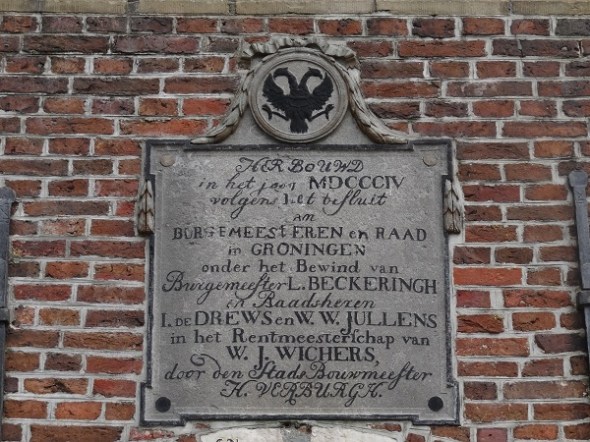 HERBOUWD
in het jaar MDCCCIV
volgens het besluit
van
BURGEMEESTEREN en RAAD
in GRONINGEN
onder het Bewind van
Burgemeester L. BECKERINGH
en Raadsheren
I. de DREWS en W. W. JULLENS
in het Rentmeesterschap van
W. J. WICHERS,
door den Stads Bouwmeester
H. VERBURGH.